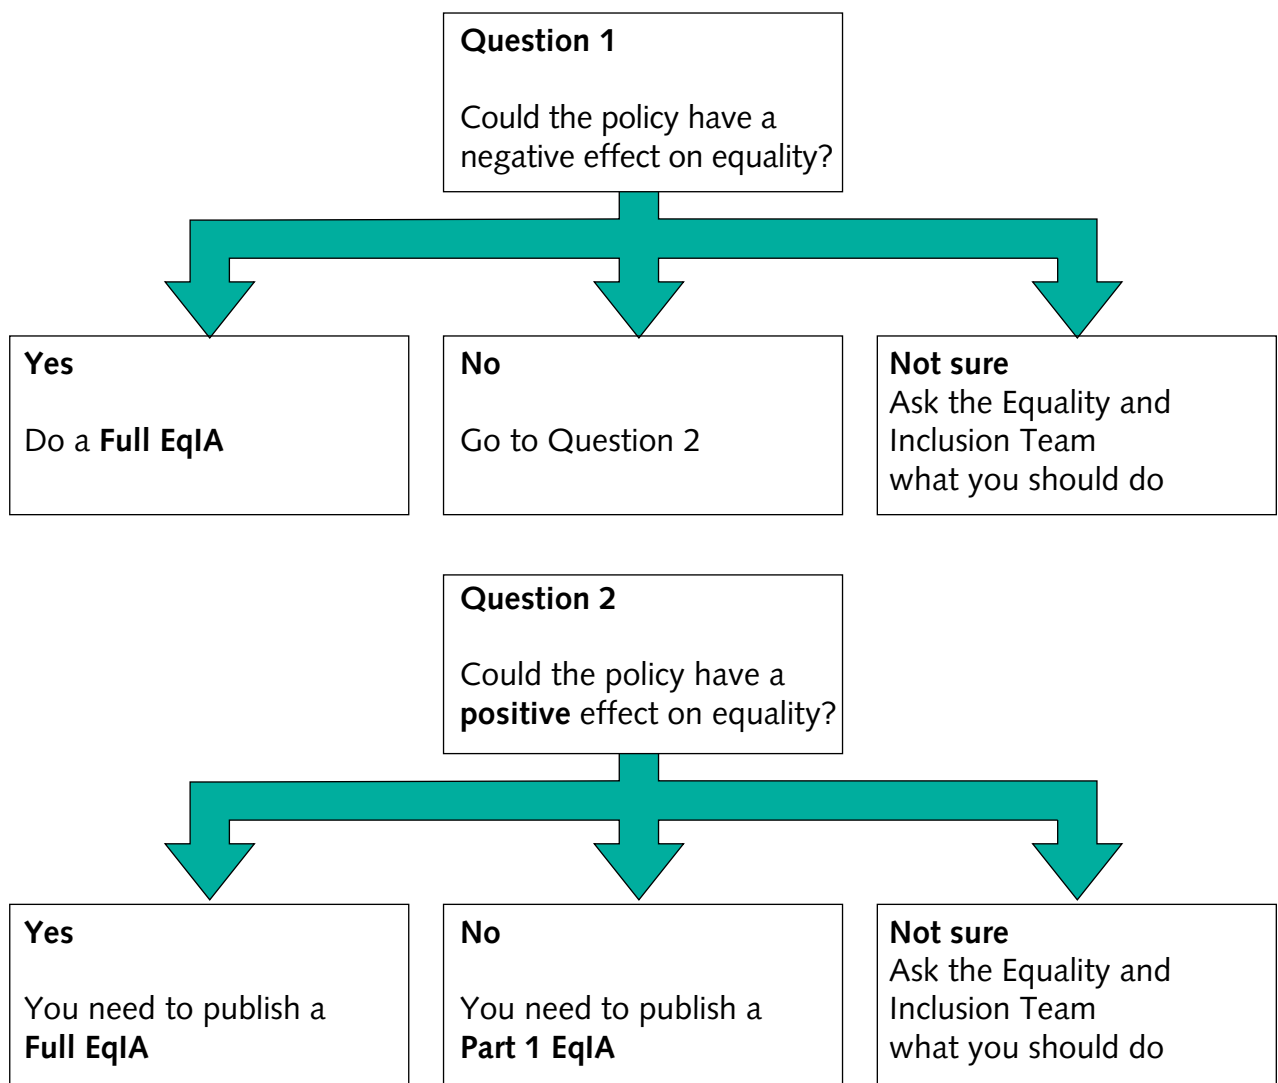 Question 1
Could the policy have a
negative effect on equality?
Yes
Do a Full EqIA
No
Go to Question 2
Not sure
Ask the Equality and
Inclusion Team
what you should do
Question 2
Could the policy have a
positive effect on equality?
Yes
You need to publish a
Full EqIA
No
You need to publish a
Part 1 EqIA
Not sure
Ask the Equality and
Inclusion Team
what you should do